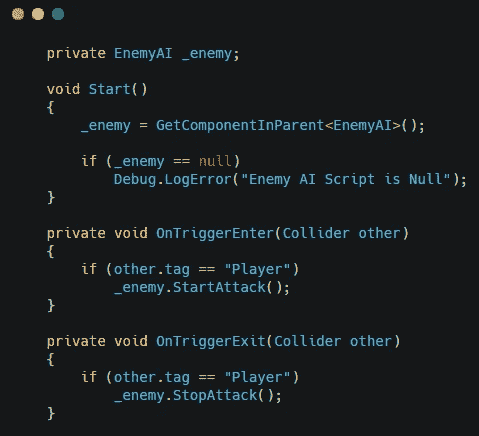 private EnemyAI _enemy;
void Start()
{
_enemy = GetComponentInParent<EnemyAI>();
if (_enemy == null)
Debug.LogError("Enemy AI Script is Null");
}
private void OnTriggerEnter(Collider other)
{
if (other.tag == "Player")
_enemy.StartAttack();
}
private void OnTriggerExit(Collider other)
{
if (other.tag == "Player")
_enemy.StopAttack();
}